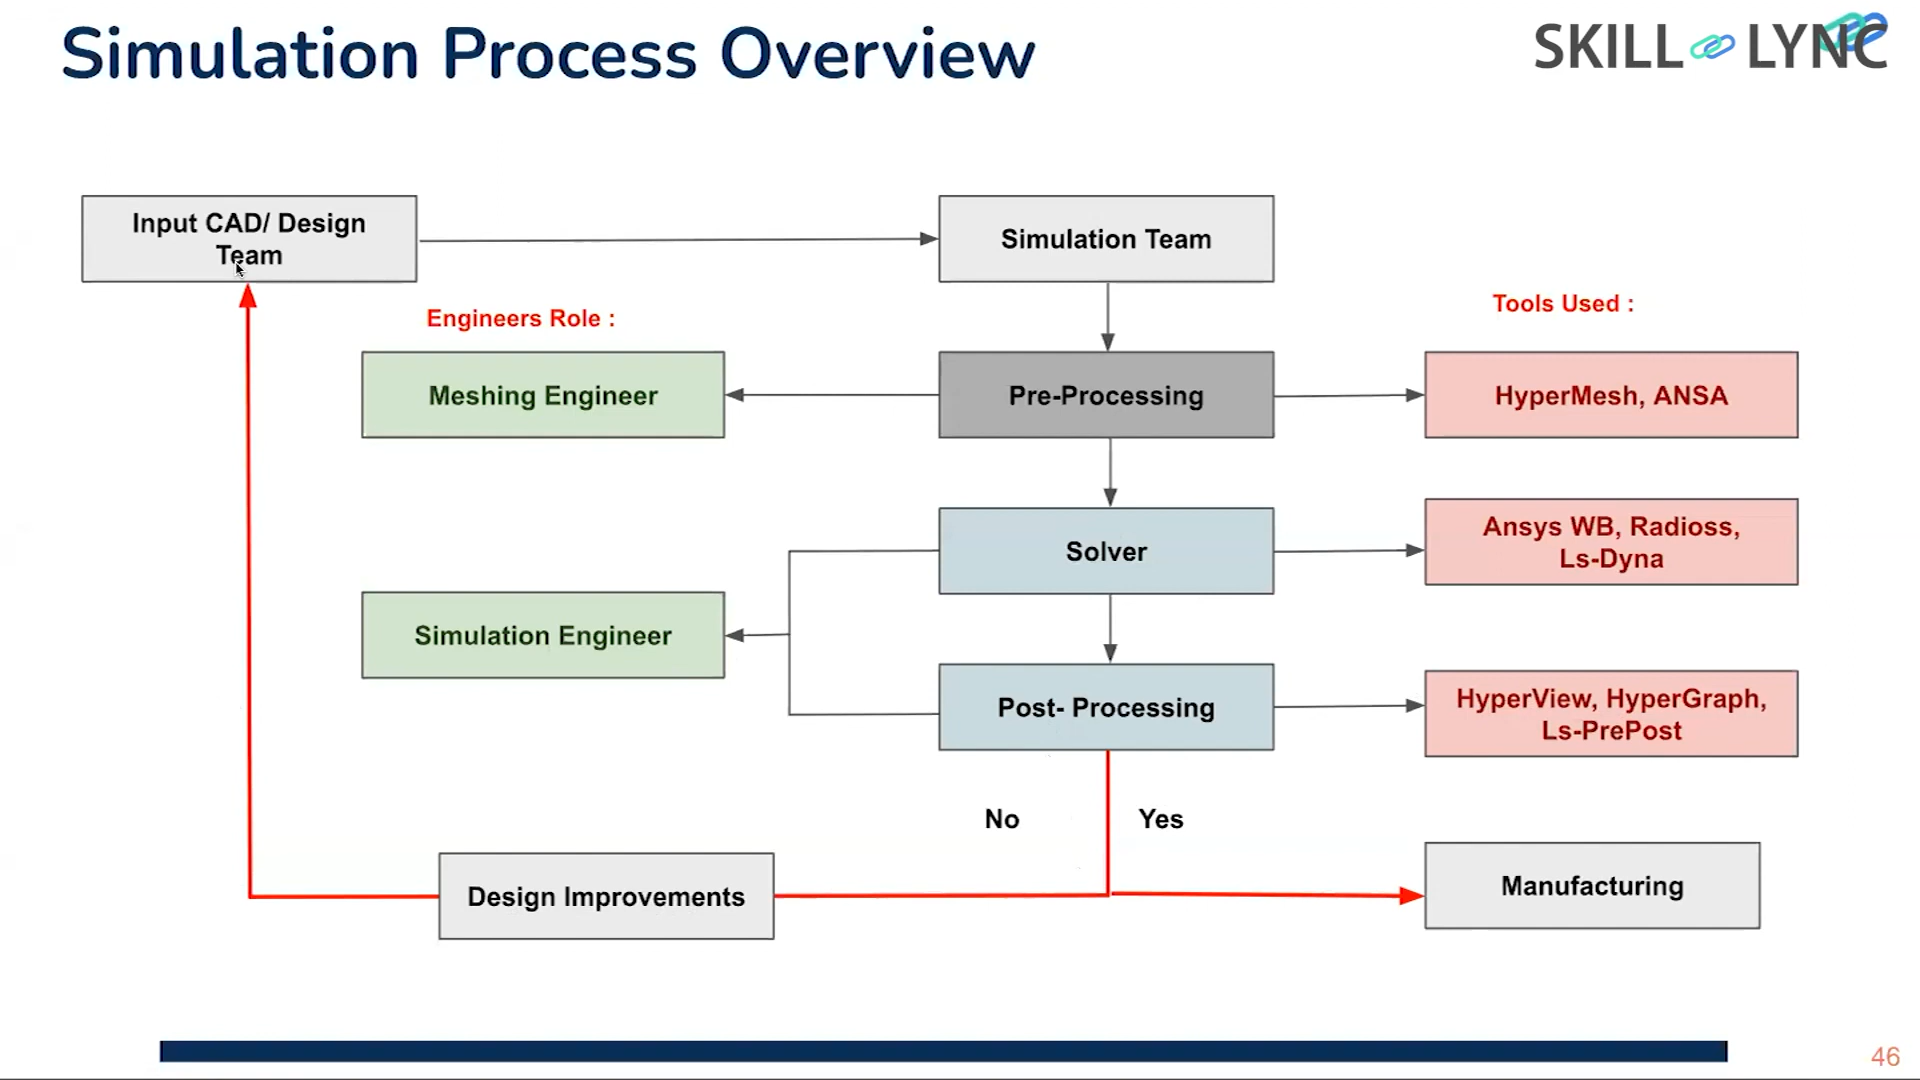 Simulation Process Overview
SKILL LYNC
Input CAD/ Design
Team
Simulation Team
Engineers Role :
Tools Used :
Meshing Engineer
Pre-Processing
HyperMesh, ANSA
Solver
Ansys WB, Radioss,
Ls-Dyna
Simulation Engineer
Post- Processing
HyperView, HyperGraph,
Ls-PrePost
No
Yes
Design Improvements
Manufacturing
46